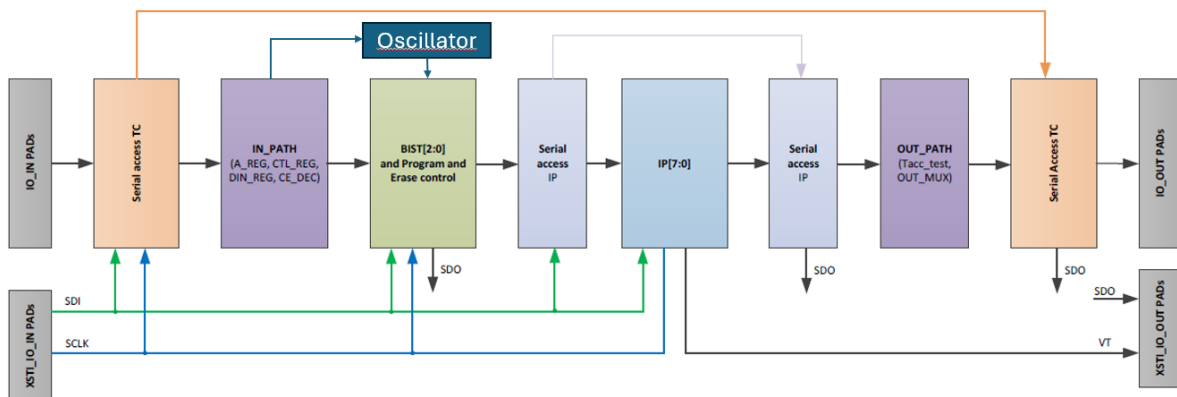 Oscillator
IO_IN PADs
Serial access TC
IN_PATH
(A_REG, CTL_REG,
DIN_REG, CE_DEC)
BIST[2:0]
and Program and
Erase control
Serial
access
IP
IP[7:0]
Serial
access
IP
OUT_PATH
(Tacc_test,
OUT_MUX)
Serial Access TC
IO_OUT PADs
SDO
SDO
SDO
XSTI_IO_IN PADs
SDI
SCLK
SDO
VT
XSTI_IO_OUT PADs